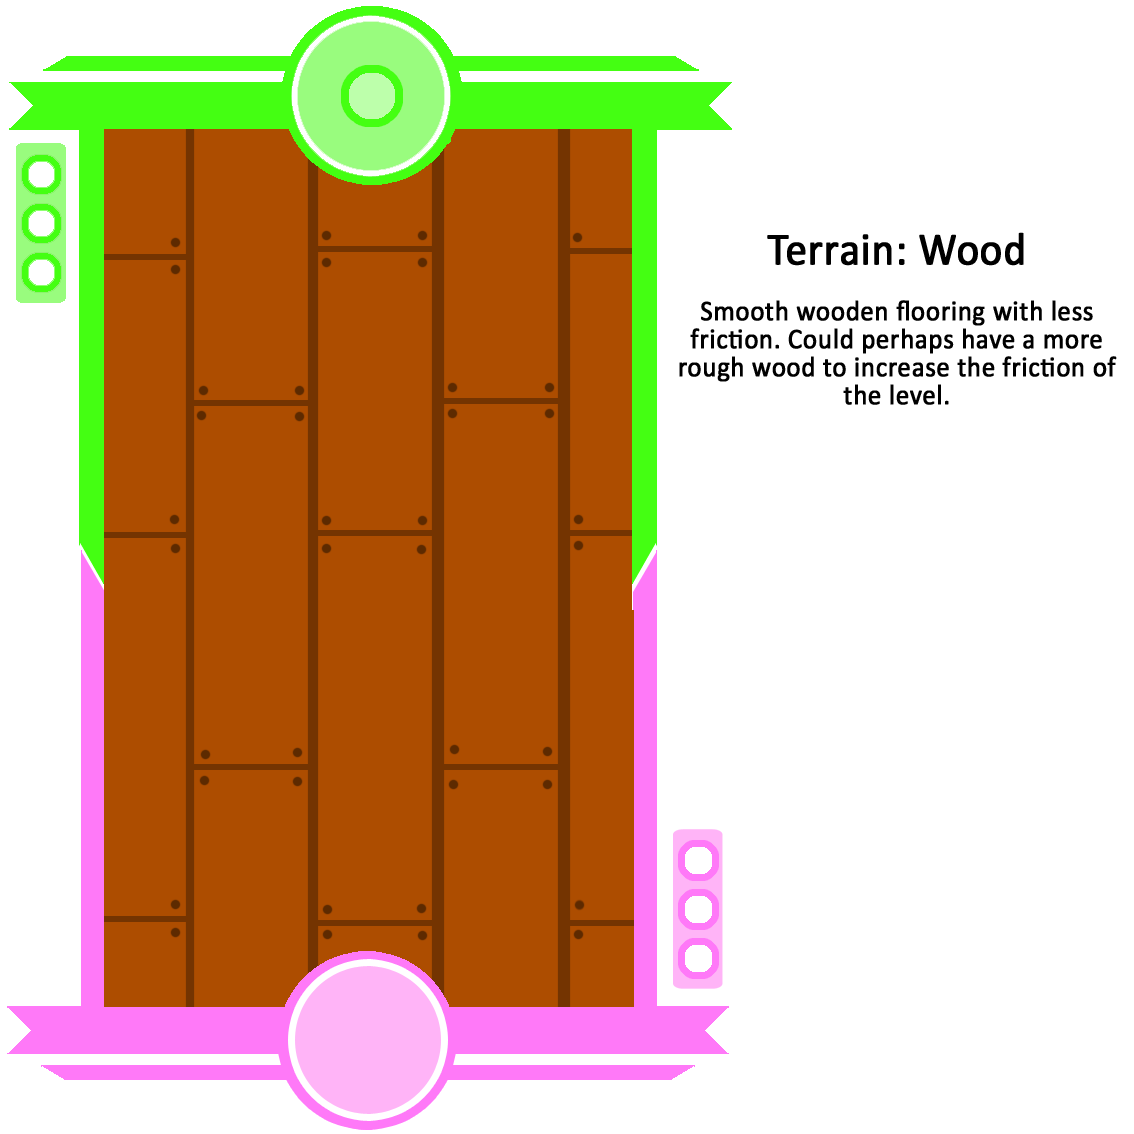 Terrain: Wood
Smooth wooden flooring with less
friction. Could perhaps have a more
rough wood to increase the friction of
the level.